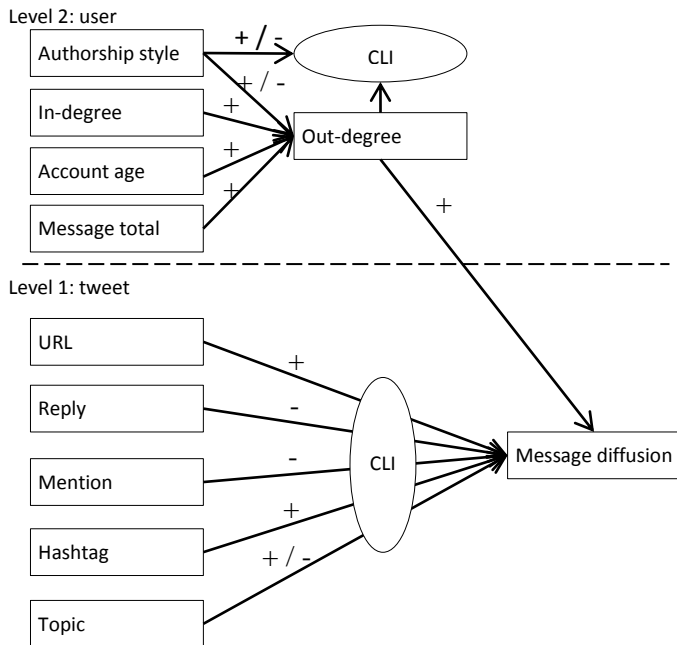 Level 2: user
Authorship style
+ / -
CLI
+ / -
In-degree
+
Out-degree
Account age
+
+
Message total
+
Level 1: tweet
URL
+
Reply
-
Mention
-
CLI
Message diffusion
Hashtag
+
+ / -
Topic